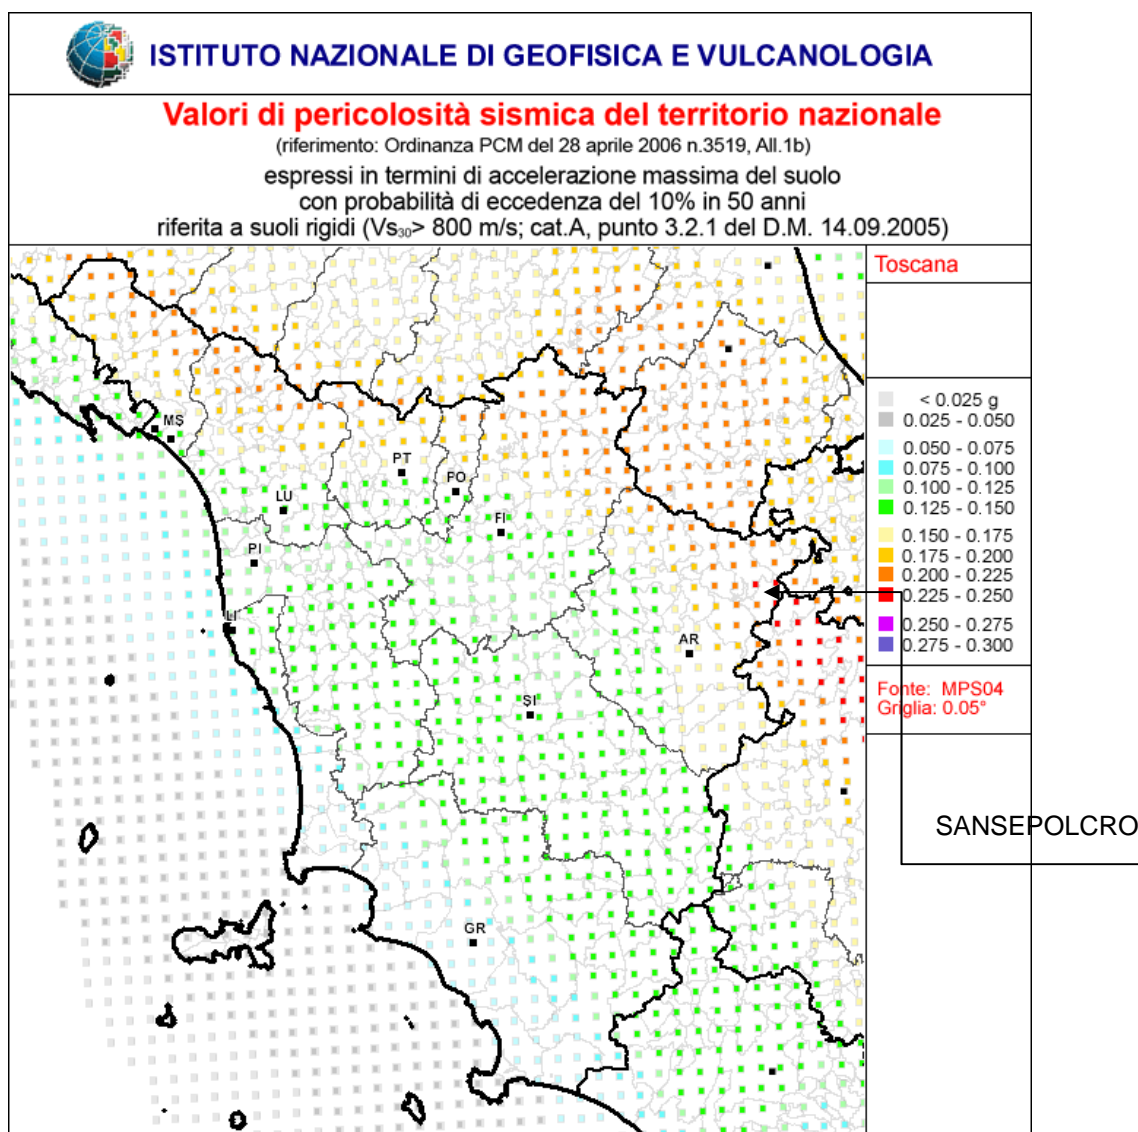 ISTITUTO NAZIONALE DI GEOFISICA E VULCANOLOGIA
Valori di pericolosità sismica del territorio nazionale
(riferimento: Ordinanza PCM del 28 aprile 2006 n.3519, All.1b)
espressi in termini di accelerazione massima del suolo
con probabilità di eccedenza del 10% in 50 anni
riferita a suoli rigidi (Vs₃₀> 800 m/s; cat.A, punto 3.2.1 del D.M. 14.09.2005)
Toscana
< 0.025 g
0.025 - 0.050
0.050 - 0.075
0.075 - 0.100
0.100 - 0.125
0.125 - 0.150
0.150 - 0.175
0.175 - 0.200
0.200 - 0.225
0.225 - 0.250
0.250 - 0.275
0.275 - 0.300
Fonte: MPS04
Griglia: 0.05°
MS
PT
PO
LU
FI
PI
LI
AR
SI
GR
SANSEPOLCRO